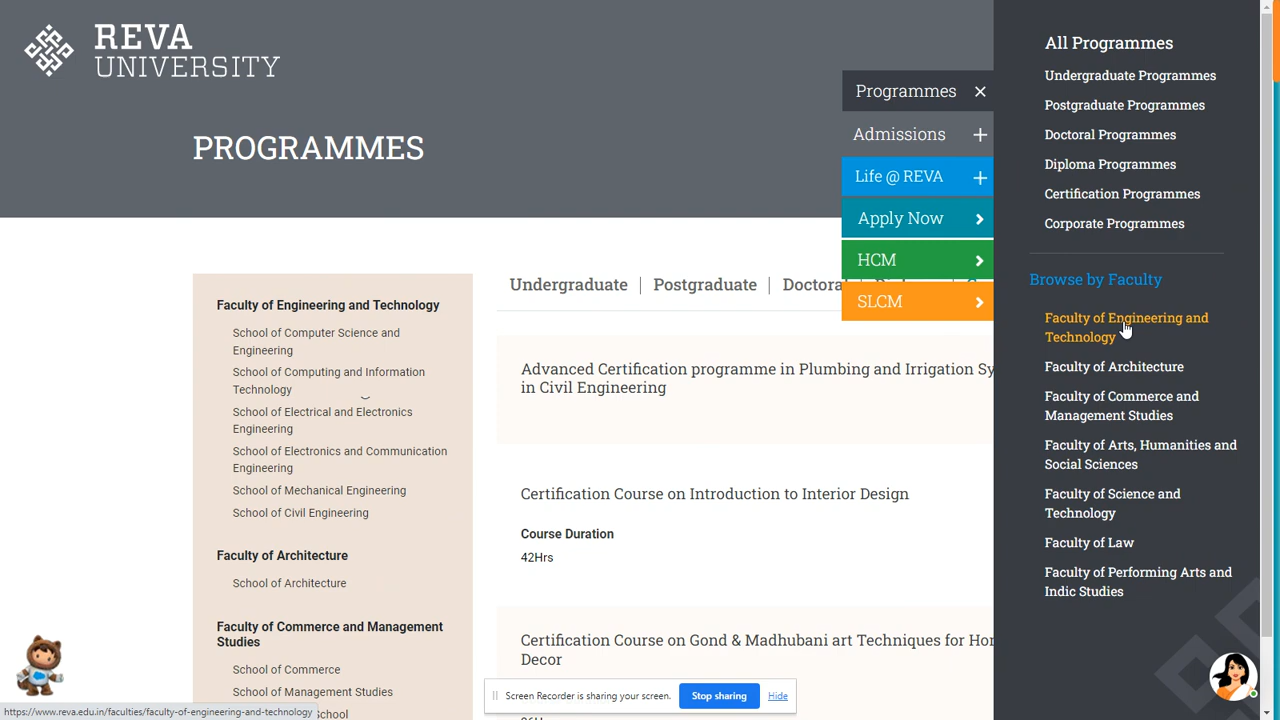 REVA
UNIVERSITY
PROGRAMMES
Programmes
Admissions
Life @ REVA
Apply Now
HCM
SLCM
All Programmes
Undergraduate Programmes
Postgraduate Programmes
Doctoral Programmes
Diploma Programmes
Certification Programmes
Corporate Programmes
Browse by Faculty
Faculty of Engineering and
Technology
Faculty of Architecture
Faculty of Commerce and
Management Studies
Faculty of Arts, Humanities and
Social Sciences
Faculty of Science and
Technology
Faculty of Law
Faculty of Performing Arts and
Indic Studies
Faculty of Engineering and Technology
School of Computer Science and
Engineering
School of Computing and Information
Technology
School of Electrical and Electronics
Engineering
School of Electronics and Communication
Engineering
School of Mechanical Engineering
School of Civil Engineering
Faculty of Architecture
School of Architecture
Faculty of Commerce and Management
Studies
School of Commerce
School of Management Studies
School
Undergraduate | Postgraduate | Doctoral
Advanced Certification programme in Plumbing and Irrigation Sy
in Civil Engineering
Certification Course on Introduction to Interior Design
Course Duration
42Hrs
Certification Course on Gond & Madhubani art Techniques for Hom
Decor
Screen Recorder is sharing your screen.
Stop sharing
Hide
https://www.reva.edu.in/faculties/faculty-of-engineering-and-technology